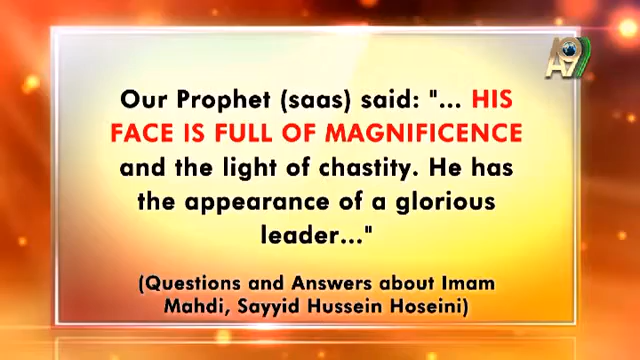 A9
Our Prophet (saas) said: "... HIS
FACE IS FULL OF MAGNIFICENCE
and the light of chastity. He has
the appearance of a glorious
leader..."
(Questions and Answers about Imam
Mahdi, Sayyid Hussein Hoseini)